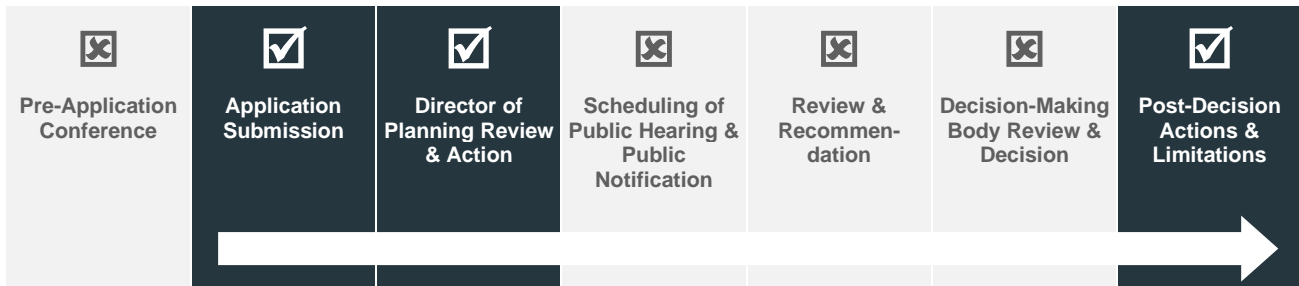 Pre-Application
Conference
Application
Submission
Director of
Planning Review
& Action
Scheduling of
Public Hearing &
Public
Notification
Review &
Recommen-
dation
Decision-Making
Body Review &
Decision
Post-Decision
Actions &
Limitations